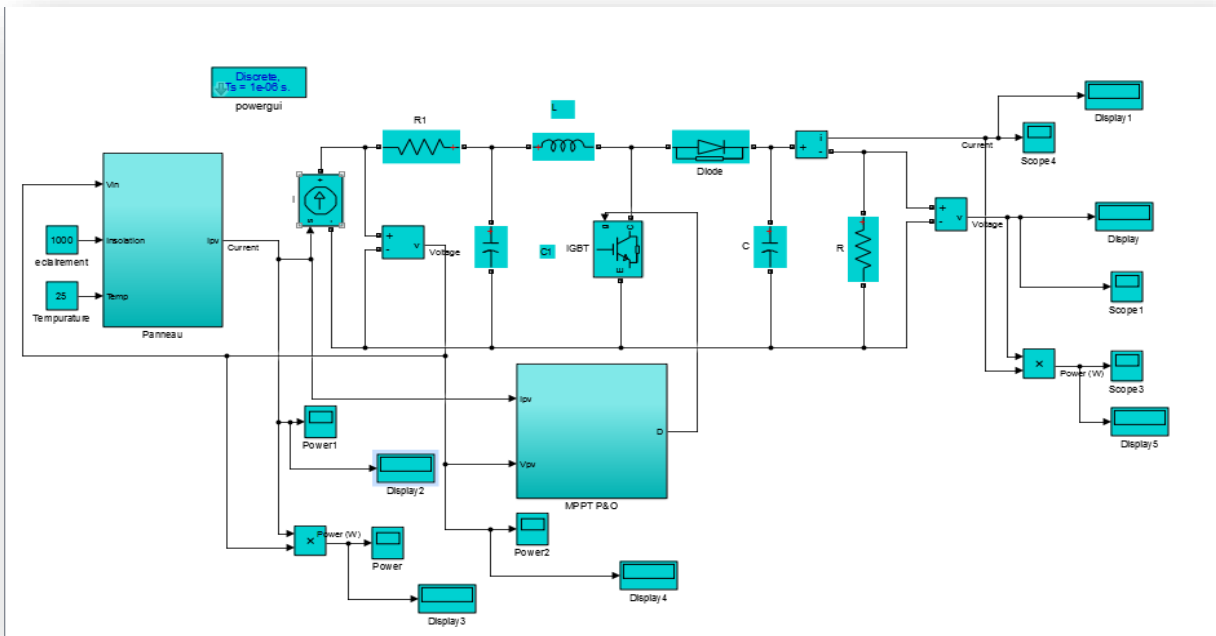 Discrete,
Ts = 1e-06 s.
powergui
L
R1
Display1
Current
Scope4
Diode
I
+
-
s
Vin
1000
Insolation
eclairement
Ipv
Current
25
Temp
Tempurature
Panneau
+
-
v
Voltage
C1
IGBT
g
C
E
C
+
-
i
R
+
-
v
Voltage
Display
Scope1
×
Power (W)
Scope3
Display5
Ipv
Vpv
D
MPPT P&O
Power1
Display2
×
Power (W)
Power
Display3
Power2
Display4